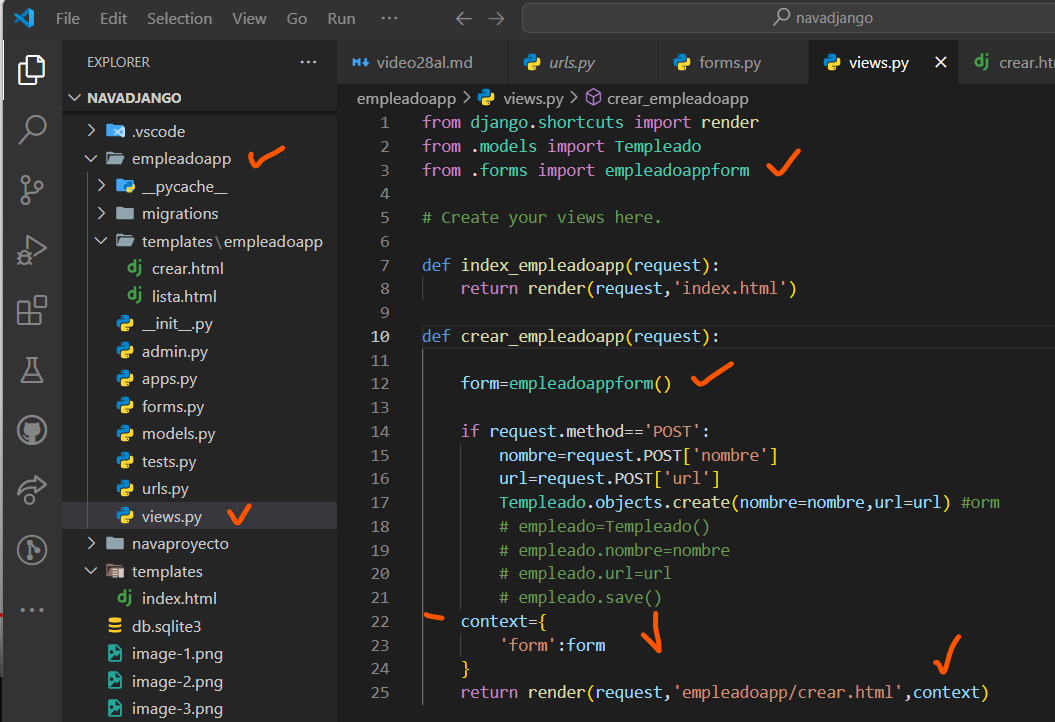 File Edit Selection View Go Run ··· ← → navadjango
EXPLORER ···
NAVADJANGO
.vscode
empleadoapp
__pycache__
migrations
templates\empleadoapp
crear.html
lista.html
__init__.py
admin.py
apps.py
forms.py
models.py
tests.py
urls.py
views.py
navaproyecto
templates
index.html
db.sqlite3
image-1.png
image-2.png
image-3.png
video28al.md urls.py forms.py views.py × crear.htm
empleadoapp > views.py > crear_empleadoapp
1 from django.shortcuts import render
2 from .models import Templeado
3 from .forms import empleadoappform
4
5 # Create your views here.
6
7 def index_empleadoapp(request):
8     return render(request,'index.html')
9
10 def crear_empleadoapp(request):
11
12     form=empleadoappform()
13
14     if request.method=='POST':
15         nombre=request.POST['nombre']
16         url=request.POST['url']
17         Templeado.objects.create(nombre=nombre,url=url) #orm
18         # empleado=Templeado()
19         # empleado.nombre=nombre
20         # empleado.url=url
21         # empleado.save()
22     context={
23         'form':form
24     }
25     return render(request,'empleadoapp/crear.html',context)